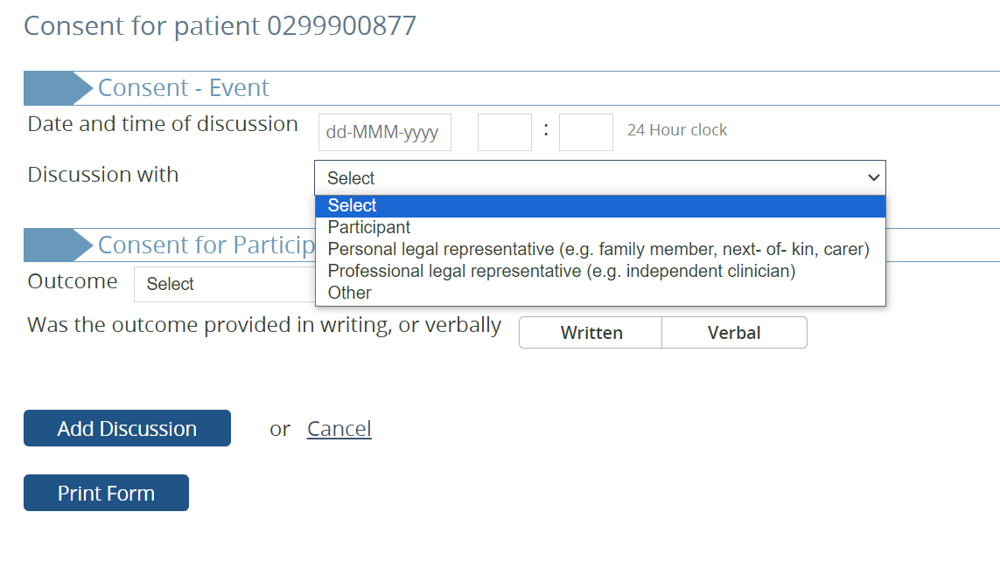 Consent for patient 0299900877
Consent - Event
Date and time of discussion dd-MMM-yyyy : 24 Hour clock
Discussion with Select
Select
Participant
Personal legal representative (e.g. family member, next- of- kin, carer)
Professional legal representative (e.g. independent clinician)
Other
Consent for Particip
Outcome Select
Was the outcome provided in writing, or verbally Written Verbal
Add Discussion or Cancel
Print Form